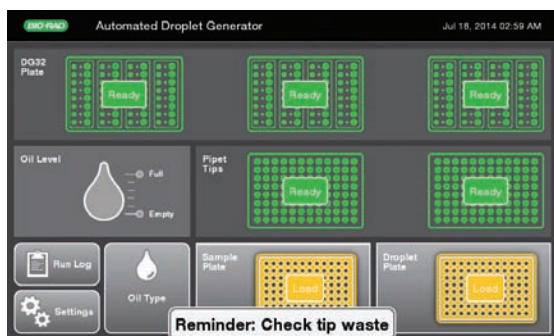 BIO-RAD Automated Droplet Generator Jul 18, 2014 02:59 AM
DG32
Plate
Ready Ready Ready
Oil Level
Full
Empty
Pipet
Tips
Ready Ready
Run Log
Settings
Oil Type
Sample
Plate
Load
Droplet
Plate
Load
Reminder: Check tip waste